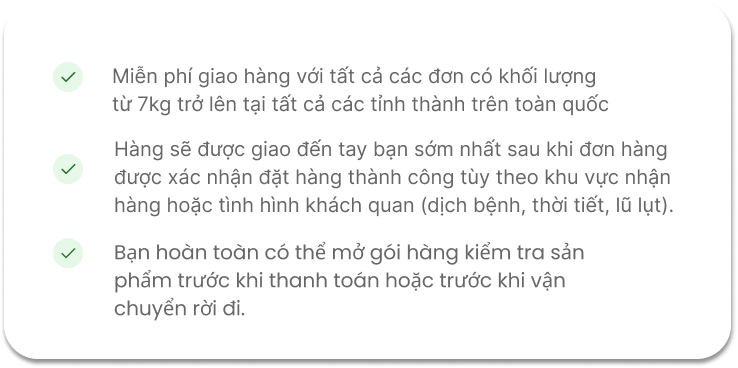 Miễn phí giao hàng với tất cả các đơn có khối lượng
từ 7kg trở lên tại tất cả các tỉnh thành trên toàn quốc
Hàng sẽ được giao đến tay bạn sớm nhất sau khi đơn hàng
được xác nhận đặt hàng thành công tùy theo khu vực nhận
hàng hoặc tình hình khách quan (dịch bệnh, thời tiết, lũ lụt).
Bạn hoàn toàn có thể mở gói hàng kiểm tra sản
phẩm trước khi thanh toán hoặc trước khi vận
chuyển rời đi.